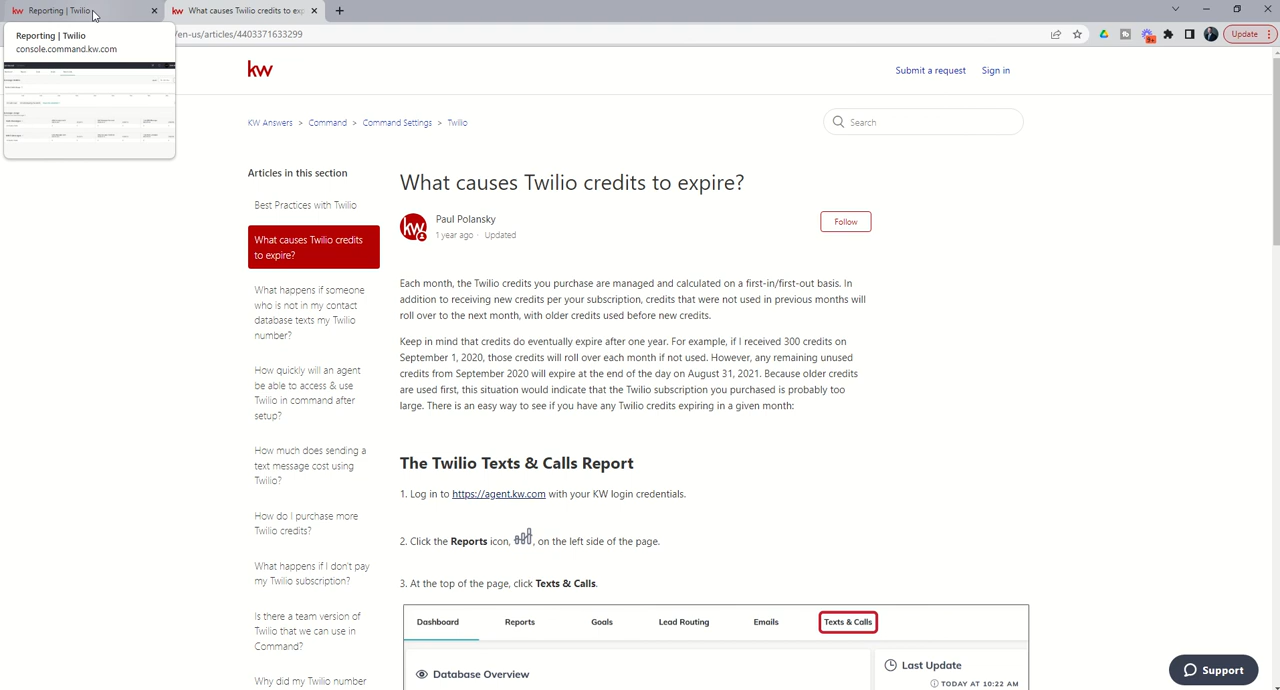 kw Reporting | Twilio
kw What causes Twilio credits to exp
Reporting | Twilio
console.command.kw.com
/en-us/articles/4403371633299
9+
Update
kw
Submit a request
Sign in
KW Answers > Command > Command Settings > Twilio
Search
Articles in this section
Best Practices with Twilio
What causes Twilio credits
to expire?
What happens if someone
who is not in my contact
database texts my Twilio
number?
How quickly will an agent
be able to access & use
Twilio in command after
setup?
How much does sending a
text message cost using
Twilio?
How do I purchase more
Twilio credits?
What happens if I don't pay
my Twilio subscription?
Is there a team version of
Twilio that we can use in
Command?
Why did my Twilio number
What causes Twilio credits to expire?
kw
Paul Polansky
1 year ago · Updated
Follow
Each month, the Twilio credits you purchase are managed and calculated on a first-in/first-out basis. In
addition to receiving new credits per your subscription, credits that were not used in previous months will
roll over to the next month, with older credits used before new credits.
Keep in mind that credits do eventually expire after one year. For example, if I received 300 credits on
September 1, 2020, those credits will roll over each month if not used. However, any remaining unused
credits from September 2020 will expire at the end of the day on August 31, 2021. Because older credits
are used first, this situation would indicate that the Twilio subscription you purchased is probably too
large. There is an easy way to see if you have any Twilio credits expiring in a given month:
The Twilio Texts & Calls Report
1. Log in to https://agent.kw.com with your KW login credentials.
2. Click the Reports icon, , on the left side of the page.
3. At the top of the page, click Texts & Calls.
Dashboard Reports Goals Lead Routing Emails Texts & Calls
Database Overview
Last Update
TODAY AT 10:22 AM
Support